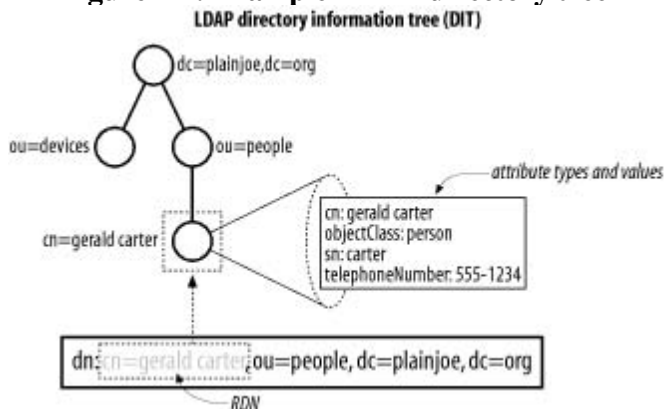 LDAP directory information tree (DIT)
dc=plainjoe,dc=org
ou=devices
ou=people
attribute types and values
cn=gerald carter
cn: gerald carter
objectClass: person
sn: carter
telephoneNumber: 555-1234
dn: cn=gerald carter, ou=people, dc=plainjoe, dc=org
RDN